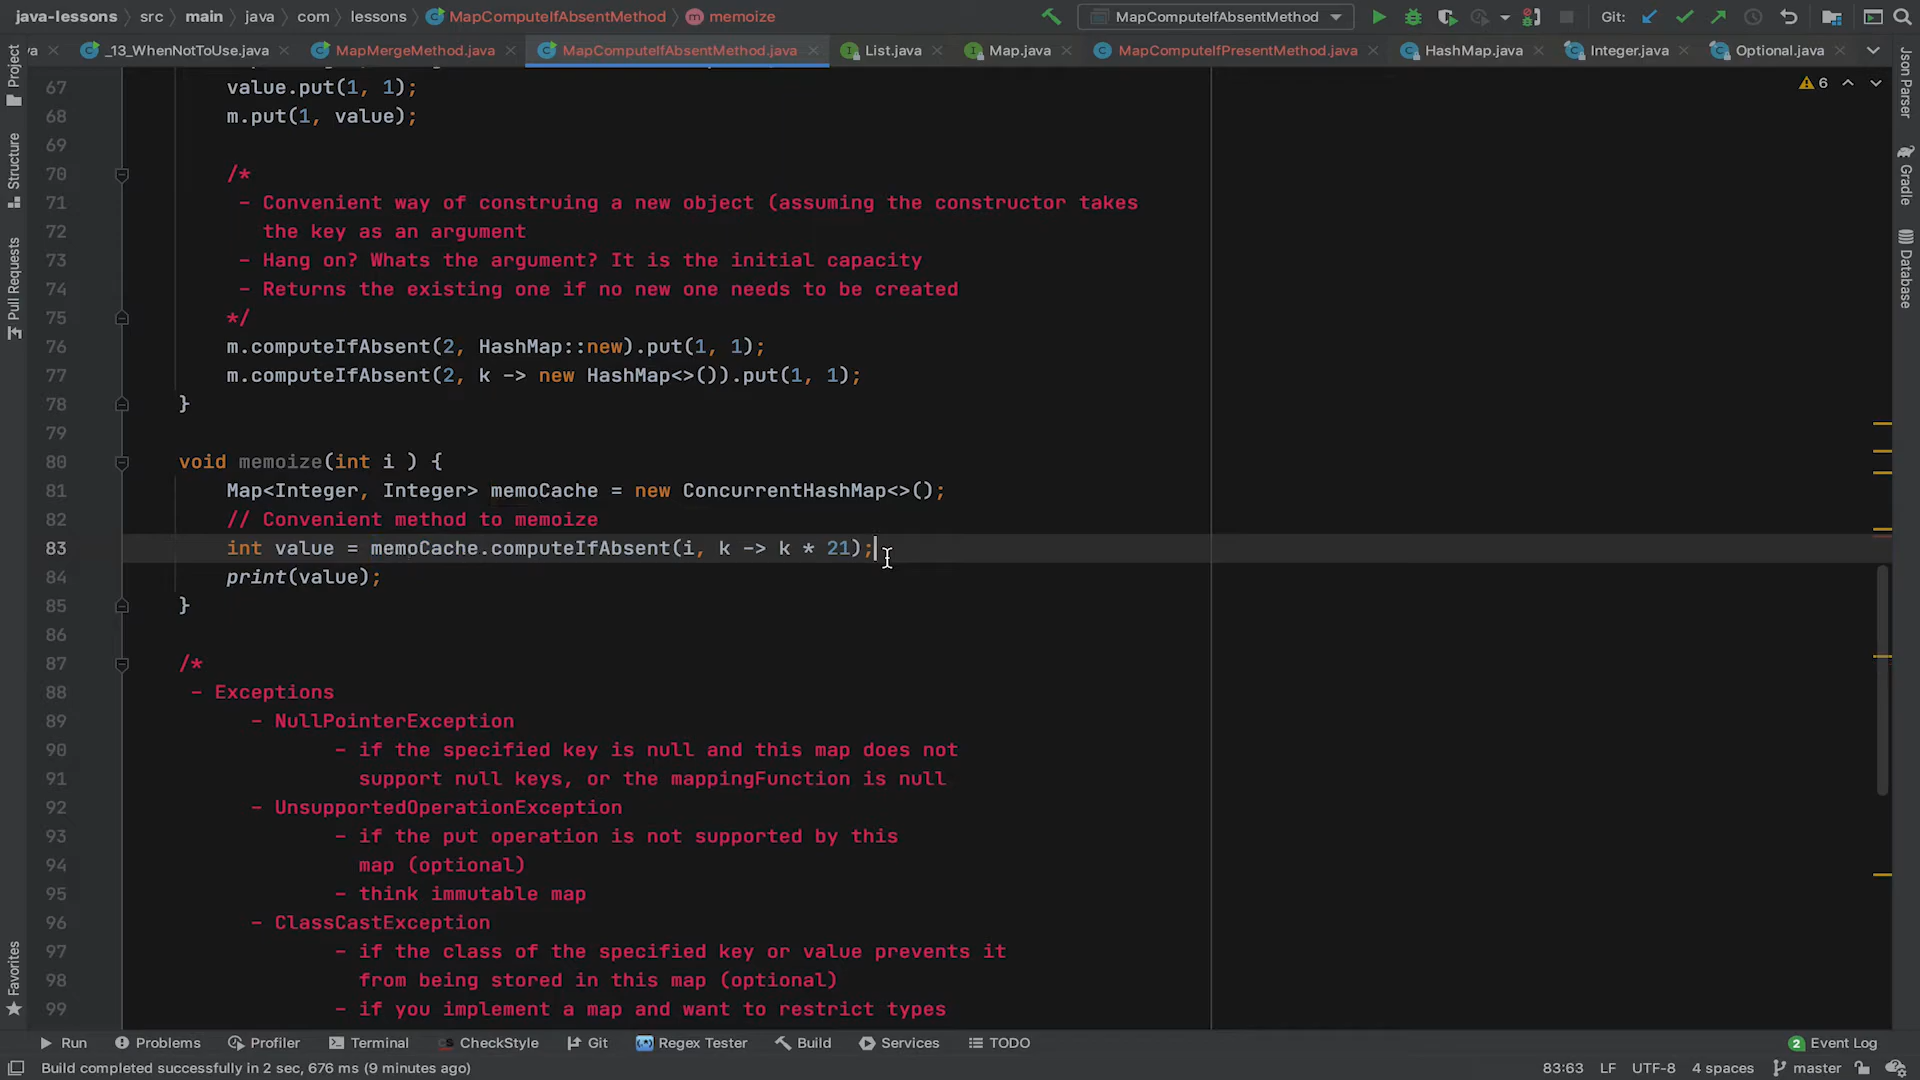 java-lessons › src › main › java › com › lessons › MapComputeIfAbsentMethod › memoize
MapComputeIfAbsentMethod
Git:
_13_WhenNotToUse.java MapMergeMethod.java MapComputeIfAbsentMethod.java List.java Map.java MapComputeIfPresentMethod.java HashMap.java Integer.java Optional.java
6
67 value.put(1, 1);
68 m.put(1, value);
69
70 /*
71 - Convenient way of construing a new object (assuming the constructor takes
72 the key as an argument
73 - Hang on? Whats the argument? It is the initial capacity
74 - Returns the existing one if no new one needs to be created
75 */
76 m.computeIfAbsent(2, HashMap::new).put(1, 1);
77 m.computeIfAbsent(2, k -> new HashMap<>()).put(1, 1);
78 }
79
80 void memoize(int i ) {
81 Map<Integer, Integer> memoCache = new ConcurrentHashMap<>();
82 // Convenient method to memoize
83 int value = memoCache.computeIfAbsent(i, k -> k * 21);
84 print(value);
85 }
86
87 /*
88 - Exceptions
89 - NullPointerException
90 - if the specified key is null and this map does not
91 support null keys, or the mappingFunction is null
92 - UnsupportedOperationException
93 - if the put operation is not supported by this
94 map (optional)
95 - think immutable map
96 - ClassCastException
97 - if the class of the specified key or value prevents it
98 from being stored in this map (optional)
99 - if you implement a map and want to restrict types
Project
Structure
Pull Requests
Favorites
Json Parser
Gradle
Database
Run Problems Profiler Terminal CheckStyle Git Regex Tester Build Services TODO 2 Event Log
Build completed successfully in 2 sec, 676 ms (9 minutes ago) 83:63 LF UTF-8 4 spaces master